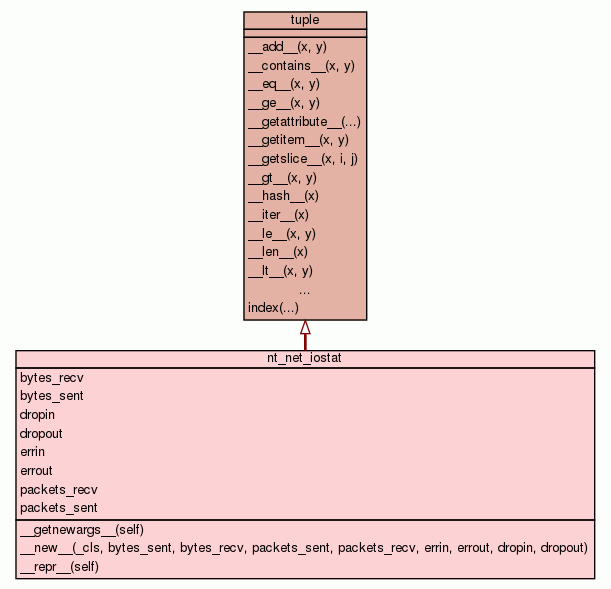 tuple
__add__(x, y)
__contains__(x, y)
__eq__(x, y)
__ge__(x, y)
__getattribute__(...)
__getitem__(x, y)
__getslice__(x, i, j)
__gt__(x, y)
__hash__(x)
__iter__(x)
__le__(x, y)
__len__(x)
__lt__(x, y)
...
index(...)
nt_net_iostat
bytes_recv
bytes_sent
dropin
dropout
errin
errout
packets_recv
packets_sent
__getnewargs__(self)
__new__(_cls, bytes_sent, bytes_recv, packets_sent, packets_recv, errin, errout, dropin, dropout)
__repr__(self)